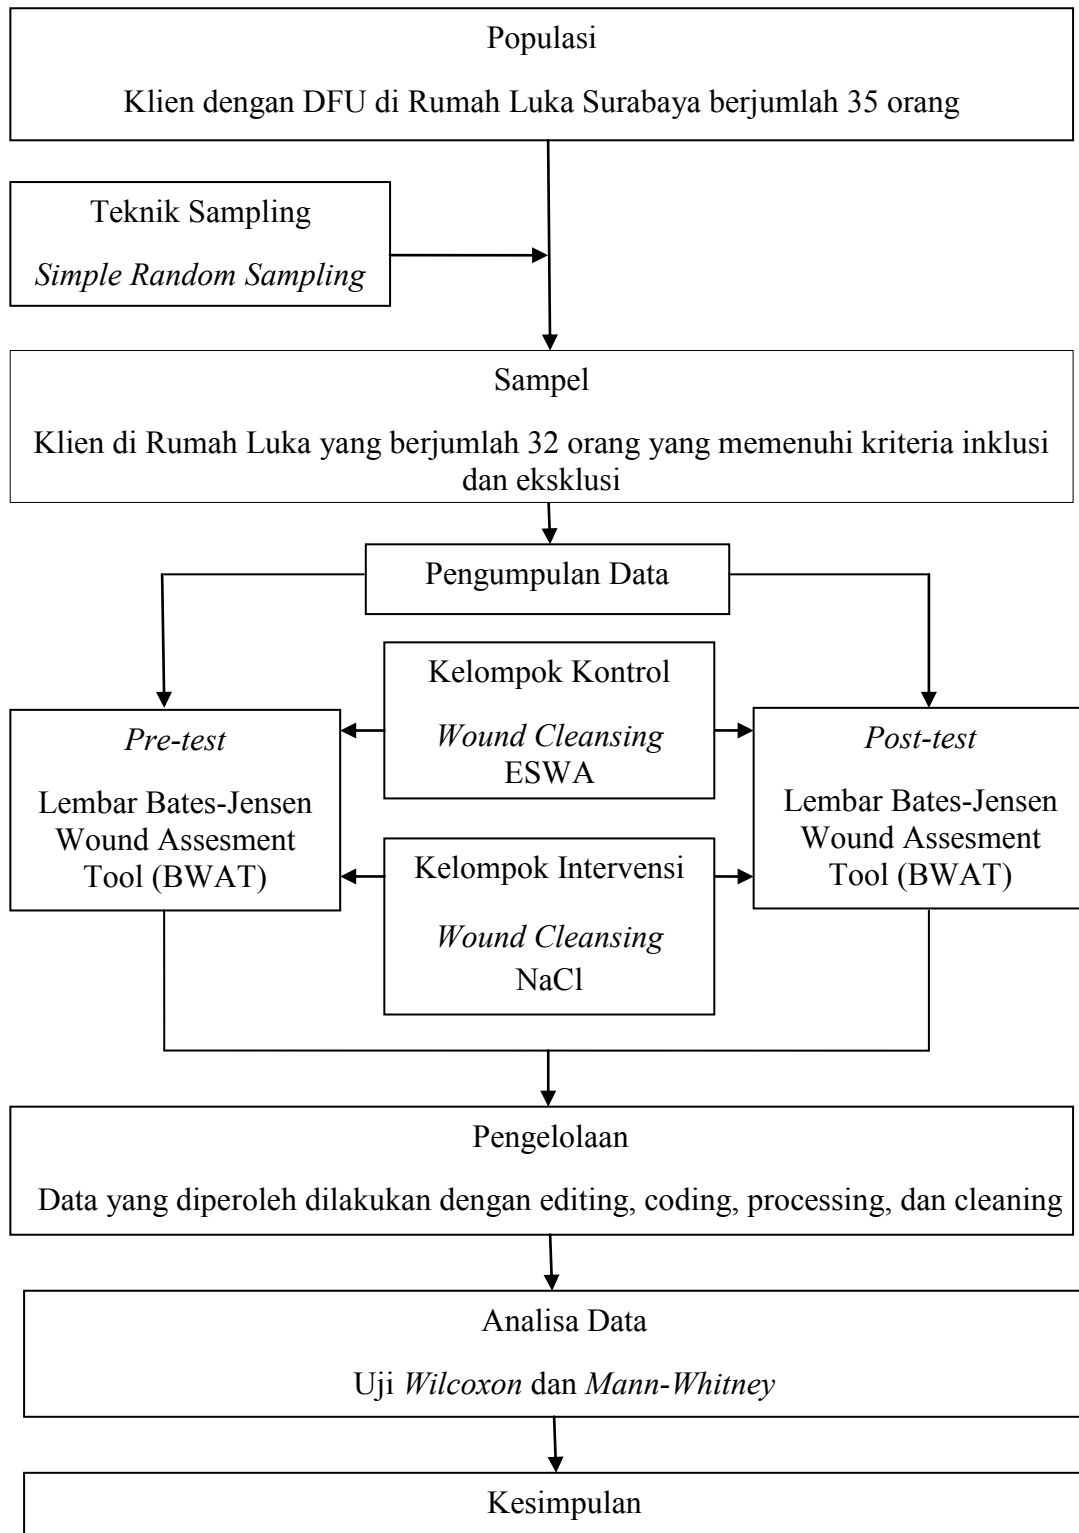 Populasi
Klien dengan DFU di Rumah Luka Surabaya berjumlah 35 orang
Teknik Sampling
Simple Random Sampling
Sampel
Klien di Rumah Luka yang berjumlah 32 orang yang memenuhi kriteria inklusi
dan eksklusi
Pengumpulan Data
Kelompok Kontrol
Wound Cleansing
ESWA
Pre-test
Lembar Bates-Jensen
Wound Assesment
Tool (BWAT)
Post-test
Lembar Bates-Jensen
Wound Assesment
Tool (BWAT)
Kelompok Intervensi
Wound Cleansing
NaCl
Pengelolaan
Data yang diperoleh dilakukan dengan editing, coding, processing, dan cleaning
Analisa Data
Uji Wilcoxon dan Mann-Whitney
Kesimpulan